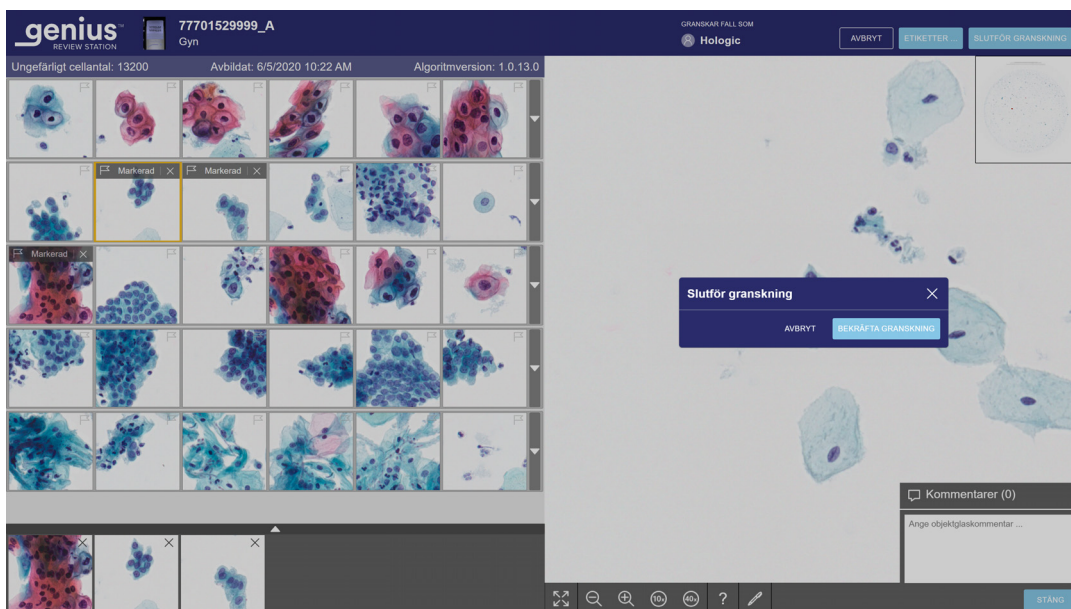 genius™
REVIEW STATION
77701529999_A
Gyn
GRANSKAR FALL SOM
Hologic
AVBRYT
ETIKETTER ...
SLUTFÖR GRANSKNING
Ungefärligt cellantal: 13200
Avbildat: 6/5/2020 10:22 AM
Algoritmversion: 1.0.13.0
Markerad
Markerad
Markerad
Slutför granskning
AVBRYT
BEKRÄFTA GRANSKNING
Kommentarer (0)
Ange objektglaskommentar ...
10x
40x
?
STÄNG